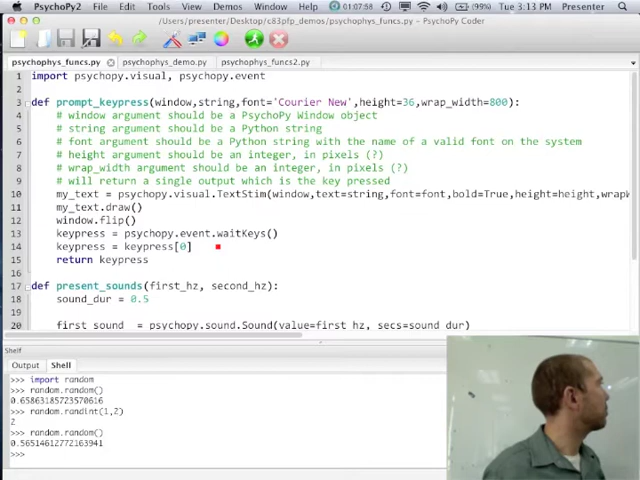 PsychoPy2 File Edit View Tools Demos Window Help 01:07:58 (99%) Tue 3:13 PM Presenter
/Users/presenter/Desktop/c83pfp_demos/psychophys_funcs.py - PsychoPy Coder
psychophys_funcs.py psychophys_demo.py psychophys_funcs2.py
1 import psychopy.visual, psychopy.event
2
3 def prompt_keypress(window,string,font='Courier New',height=36,wrap_width=800):
4 # window argument should be a PsychoPy Window object
5 # string argument should be a Python string
6 # font argument should be a Python string with the name of a valid font on the system
7 # height argument should be an integer, in pixels (?)
8 # wrap_width argument should be an integer, in pixels (?)
9 # will return a single output which is the key pressed
10 my_text = psychopy.visual.TextStim(window,text=string,font=font,bold=True,height=height,wrapW
11 my_text.draw()
12 window.flip()
13 keypress = psychopy.event.waitKeys()
14 keypress = keypress[0]
15 return keypress
16
17 def present_sounds(first_hz, second_hz):
18 sound_dur = 0.5
19
20 first_sound = psychopy.sound.Sound(value=first_hz, secs=sound_dur)
Shelf
Output Shell
>>> import random
>>> random.random()
0.65863185723570616
>>> random.randint(1,2)
2
>>> random.random()
0.56514612772163941
>>>